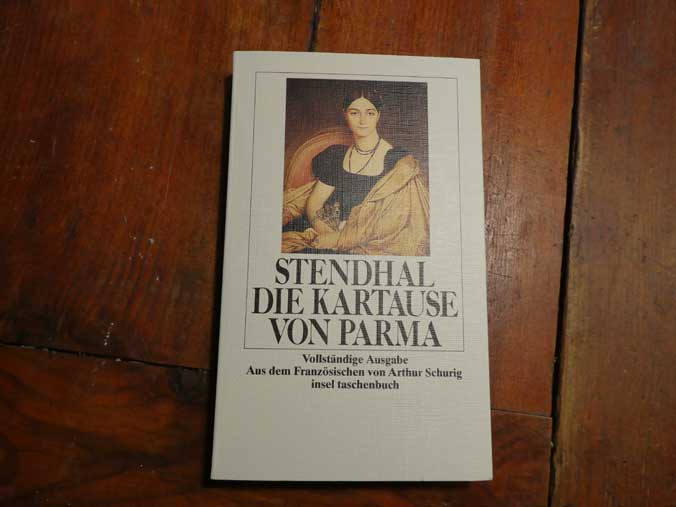 STENDHAL
DIE KARTAUSE
VON PARMA
Vollständige Ausgabe
Aus dem Französischen von Arthur Schurig
insel taschenbuch